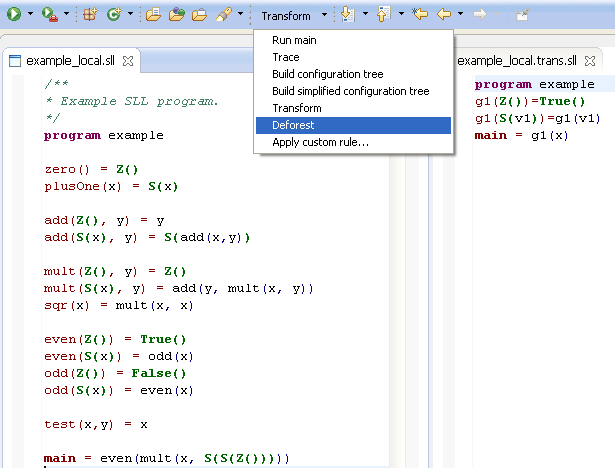 Transform
Run main
Trace
Build configuration tree
Build simplified configuration tree
Transform
Deforest
Apply custom rule...
example_local.sll
/**
* Example SLL program.
*/
program example
zero() = Z()
plusOne(x) = S(x)
add(Z(), y) = y
add(S(x), y) = S(add(x,y))
mult(Z(), y) = Z()
mult(S(x), y) = add(y, mult(x, y))
sqr(x) = mult(x, x)
even(Z()) = True()
even(S(x)) = odd(x)
odd(Z()) = False()
odd(S(x)) = even(x)
test(x,y) = x
main = even(mult(x, S(S(Z()))))
example_local.trans.sll
program example
g1(Z())=True()
g1(S(v1))=g1(v1)
main = g1(x)